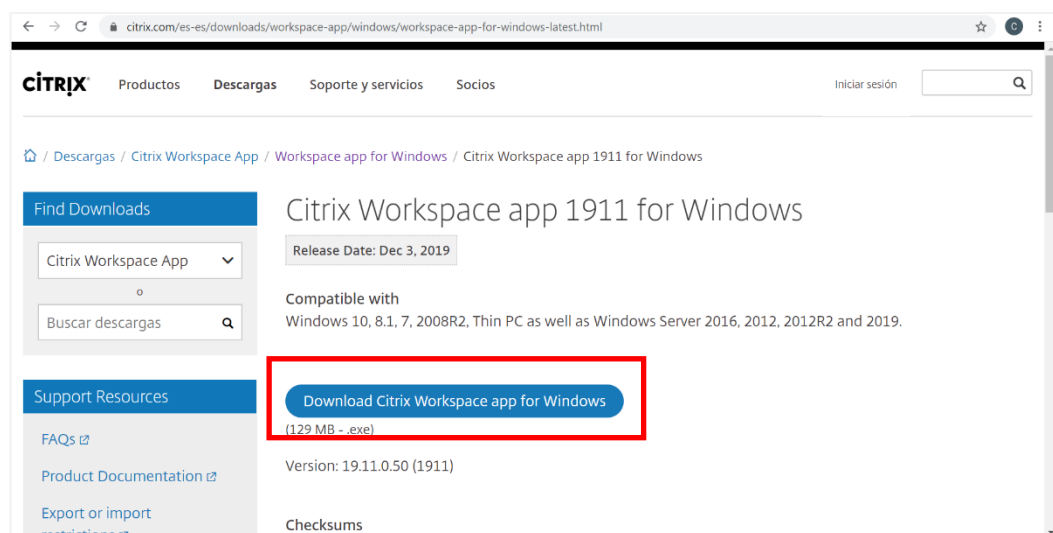 citrix.com/es-es/downloads/workspace-app/windows/workspace-app-for-windows-latest.html
C
CİTRIX Productos Descargas Soporte y servicios Socios Iniciar sesión
/ Descargas / Citrix Workspace App / Workspace app for Windows / Citrix Workspace app 1911 for Windows
Find Downloads
Citrix Workspace App
o
Buscar descargas
Support Resources
FAQs
Product Documentation
Export or import
Citrix Workspace app 1911 for Windows
Release Date: Dec 3, 2019
Compatible with
Windows 10, 8.1, 7, 2008R2, Thin PC as well as Windows Server 2016, 2012, 2012R2 and 2019.
Download Citrix Workspace app for Windows
(129 MB - .exe)
Version: 19.11.0.50 (1911)
Checksums